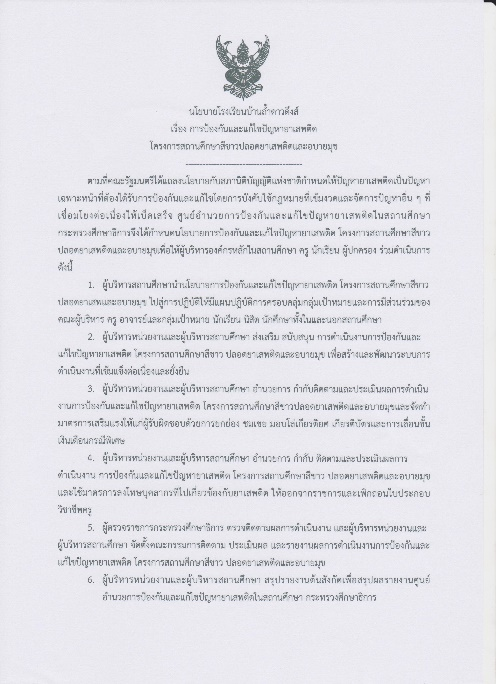 นโยบายโรงเรียนบ้านถ้ำดาวดึงส์
เรื่อง การป้องกันและแก้ไขปัญหายาเสพติด
โครงการสถานศึกษาสีขาวปลอดยาเสพติดและอบายมุข
ตามที่คณะรัฐมนตรีได้แถลงนโยบายกับสภานิติบัญญัติแห่งชาติกำหนดให้ปัญหายาเสพติดเป็นปัญหา
เฉพาะหน้าที่ต้องได้รับการป้องกันและแก้ไขโดยการบังคับใช้กฎหมายที่เข้มงวดและจัดการปัญหาอื่น ๆ ที่
เชื่อมโยงต่อเนื่องให้เบ็ดเสร็จ ศูนย์อำนวยการป้องกันและแก้ไขปัญหายาเสพติดในสถานศึกษา
กระทรวงศึกษาธิการจึงได้กำหนดนโยบายการป้องกันและแก้ไขปัญหายาเสพติด โครงการสถานศึกษาสีขาว
ปลอดยาเสพติดและอบายมุขเพื่อให้ผู้บริหารองค์กรหลักในสถานศึกษา ครู นักเรียน ผู้ปกครอง ร่วมดำเนินการ
ดังนี้
1. ผู้บริหารสถานศึกษานำนโยบายการป้องกันและแก้ไขปัญหายาเสพติด โครงการสถานศึกษาสีขาว
ปลอดยาเสพและอบายมุข ไปสู่การปฏิบัติให้มีแผนปฏิบัติการครอบคลุมกลุ่มเป้าหมายและการมีส่วนร่วมของ
คณะผู้บริหาร ครู อาจารย์และกลุ่มเป้าหมาย นักเรียน นิสิต นักศึกษาทั้งในและนอกสถานศึกษา
2. ผู้บริหารหน่วยงานและผู้บริหารสถานศึกษา ส่งเสริม สนับสนุน การดำเนินงานการป้องกันและ
แก้ไขปัญหายาเสพติด โครงการสถานศึกษาสีขาว ปลอดยาเสพติดและอบายมุข เพื่อสร้างและพัฒนาระบบการ
ดำเนินงานที่เข้มแข็งต่อเนื่องและยั่งยืน
3. ผู้บริหารหน่วยงานและผู้บริหารสถานศึกษา อำนวยการ กำกับติดตามและประเมินผลการดำเนิน
งานการป้องกันและแก้ไขปัญหายาเสพติด โครงการสถานศึกษาสีขาวปลอดยาเสพติดและอบายมุขและจัดทำ
มาตรการเสริมแรงให้แก่ผู้รับผิดชอบด้วยการยกย่อง ชมเชย มอบโล่เกียรติยศ เกียรติบัตรและการเลื่อนขั้น
เงินเดือนกรณีพิเศษ
4. ผู้บริหารหน่วยงานและผู้บริหารสถานศึกษา อำนวยการ กำกับ ติดตามและประเมินผลการ
ดำเนินงาน การป้องกันและแก้ไขปัญหายาเสพติด โครงการสถานศึกษาสีขาว ปลอดยาเสพติดและอบายมุข
และใช้มาตรการลงโทษบุคลากรที่ไปเกี่ยวข้องกับยาเสพติด ให้ออกจากราชการและเพิกถอนใบประกอบ
วิชาชีพครู
5. ผู้ตรวจราชการกระทรวงศึกษาธิการ ตรวจติดตามผลการดำเนินงาน และผู้บริหารหน่วยงานและ
ผู้บริหารสถานศึกษา จัดตั้งคณะกรรมการติดตาม ประเมินผล และรายงานผลการดำเนินงานการป้องกันและ
แก้ไขปัญหายาเสพติด โครงการสถานศึกษาสีขาว ปลอดยาเสพติดและอบายมุข
6. ผู้บริหารหน่วยงานและผู้บริหารสถานศึกษา สรุปรายงานต้นสังกัดเพื่อสรุปผลรายงานศูนย์
อำนวยการป้องกันและแก้ไขปัญหายาเสพติดในสถานศึกษา กระทรวงศึกษาธิการ